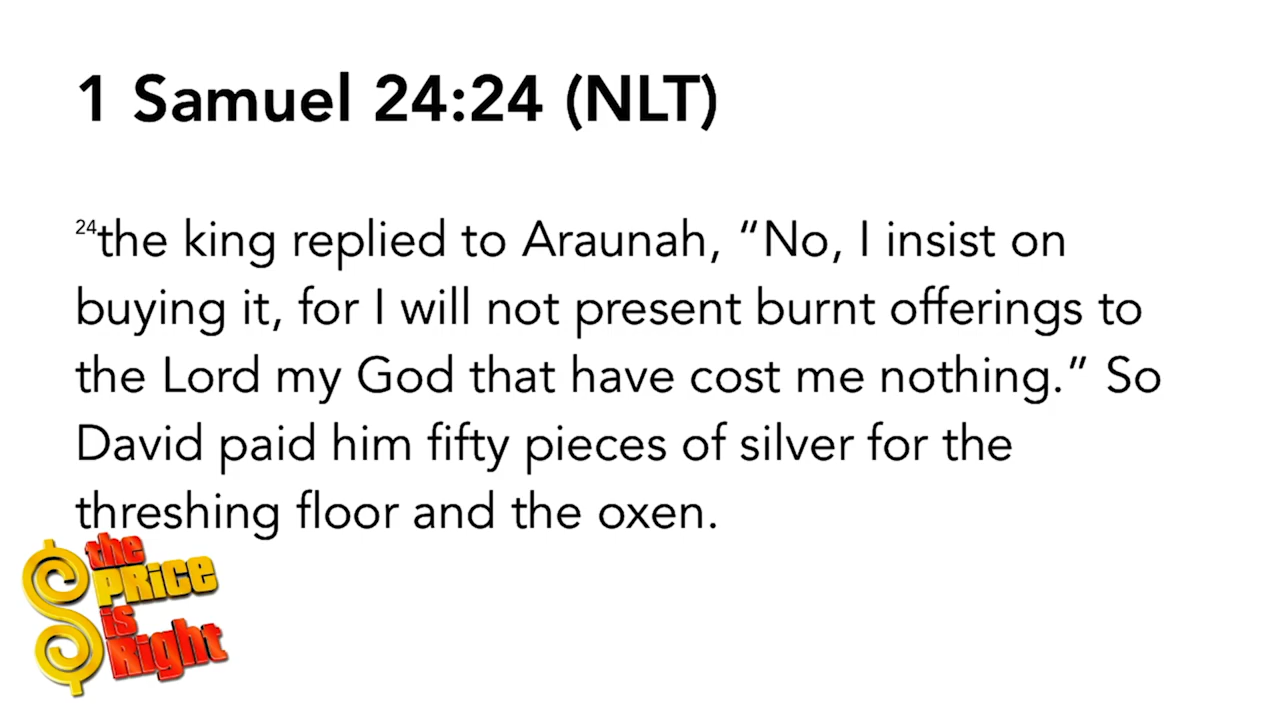 1 Samuel 24:24 (NLT)
24the king replied to Araunah, “No, I insist on
buying it, for I will not present burnt offerings to
the Lord my God that have cost me nothing.” So
David paid him fifty pieces of silver for the
threshing floor and the oxen.
the
PRiCe
is
Right